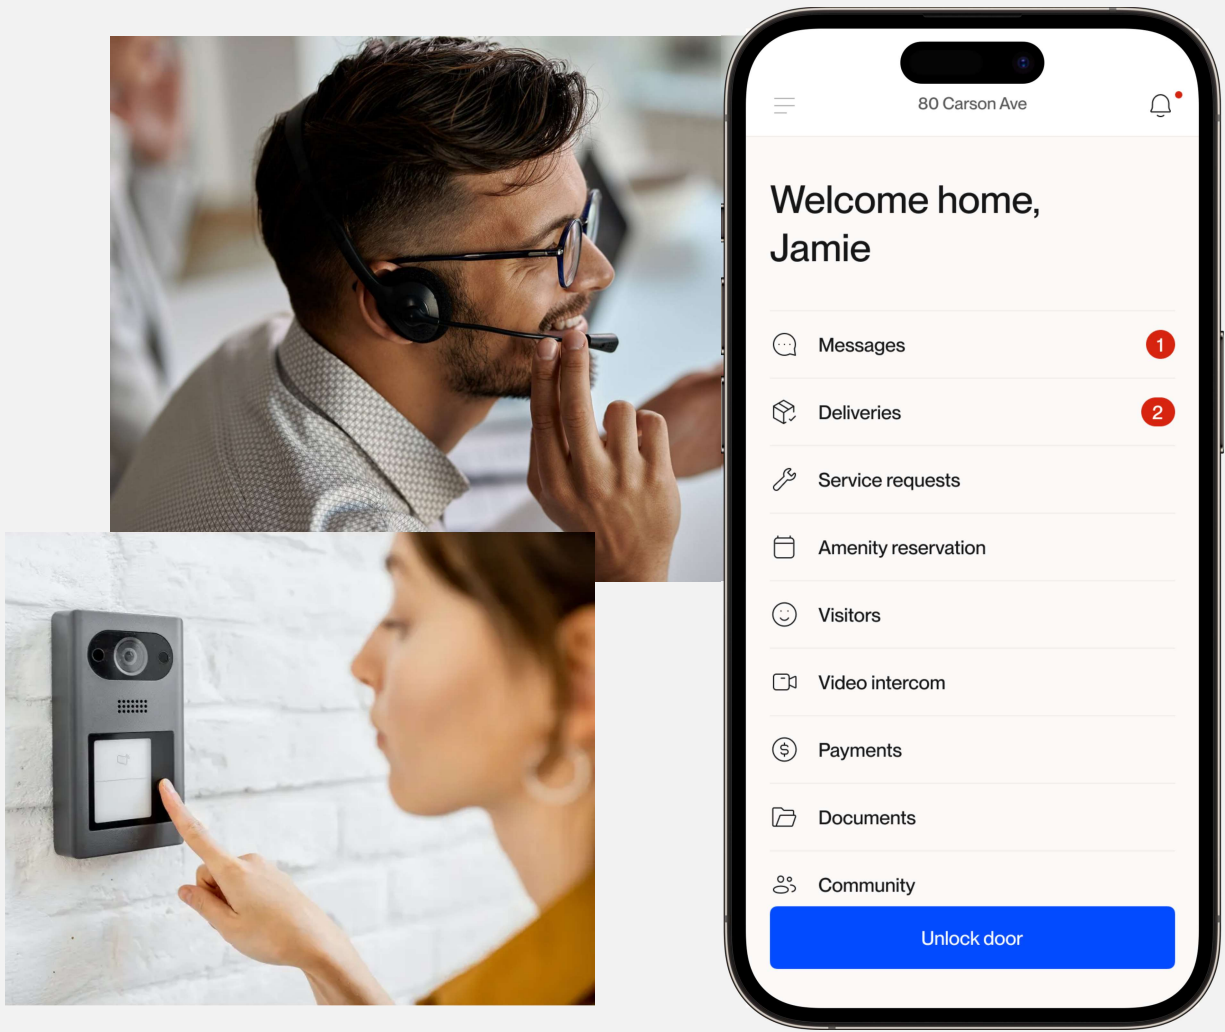 80 Carson Ave
Welcome home,
Jamie
Messages 1
Deliveries 2
Service requests
Amenity reservation
Visitors
Video intercom
Payments
Documents
Community
Unlock door